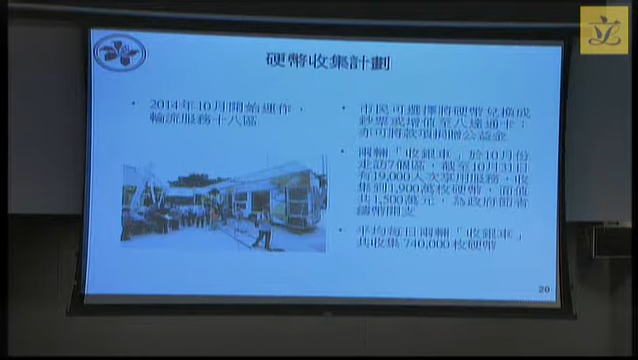 硬幣收集計劃
• 2014年10月開始運作，
輪流服務十八區
• 市民可選擇將硬幣兌換成
鈔票或增值至八達通卡；
亦可將款項捐贈公益金
• 兩輛「收銀車」於10月份
走訪7個區，截至10月31日
有19,000人次享用服務，收
集到1,900萬枚硬幣，面值
共1,500萬元，為政府節省
鑄幣開支
• 平均每日兩輛「收銀車」
共收集740,000枚硬幣
20